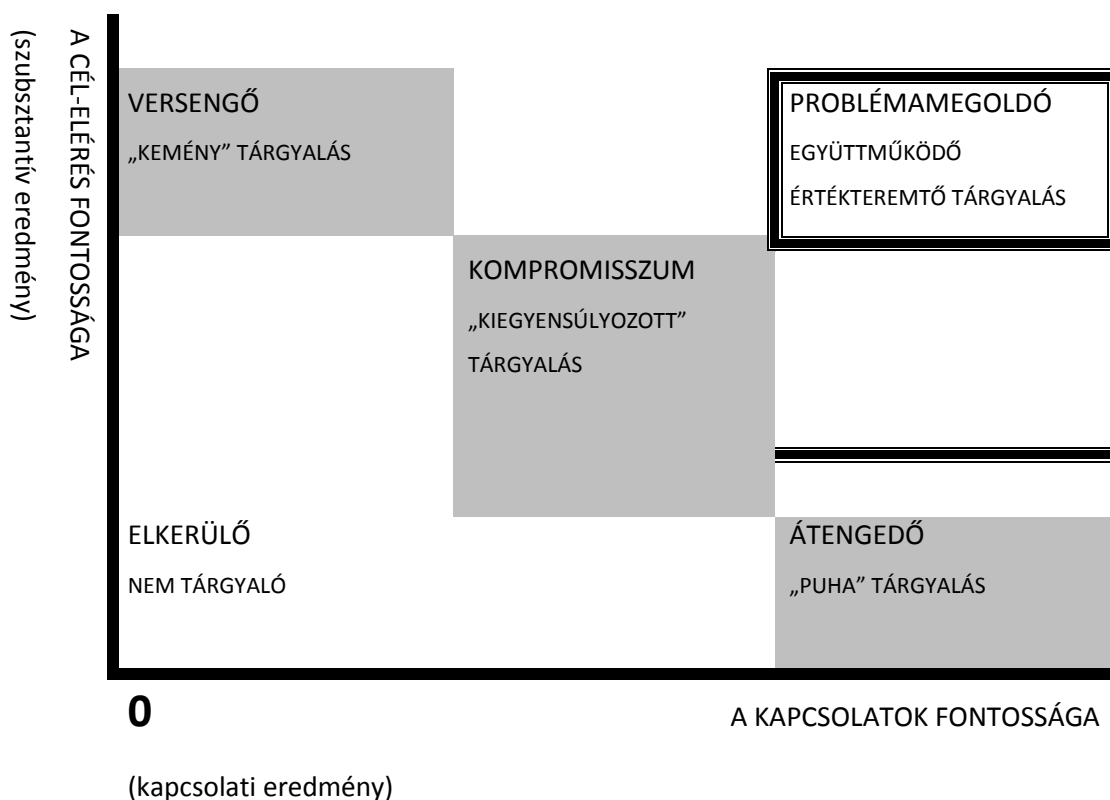 A CÉL-ELÉRÉS FONTOSSÁGA
(szubsztantív eredmény)
VERSENGŐ
„KEMÉNY” TÁRGYALÁS
PROBLÉMAMEGOLDÓ
EGYÜTTMŰKÖDŐ
ÉRTÉKTEREMTŐ TÁRGYALÁS
KOMPROMISSZUM
„KIEGYENSÚLYOZOTT”
TÁRGYALÁS
ELKERÜLŐ
NEM TÁRGYALÓ
ÁTENGEDŐ
„PUHA” TÁRGYALÁS
0
A KAPCSOLATOK FONTOSSÁGA
(kapcsolati eredmény)